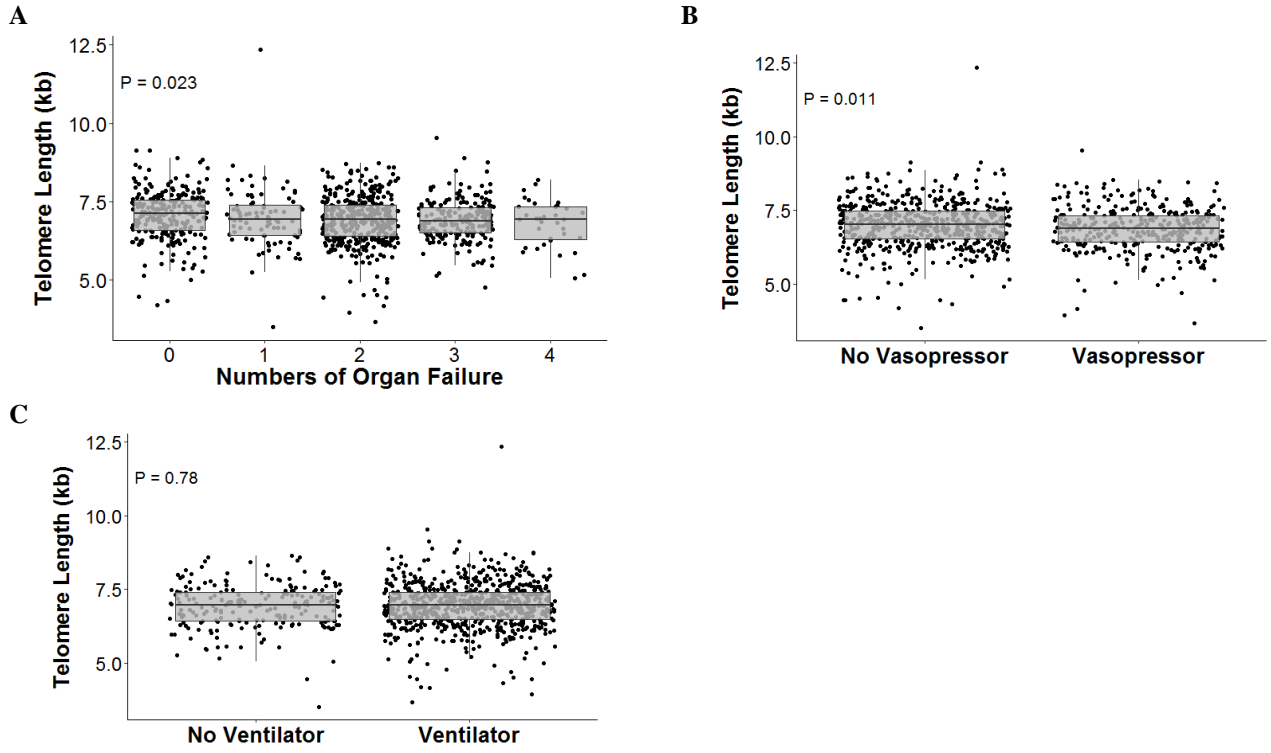 A
Telomere Length (kb)
12.5
10.0
7.5
5.0
P = 0.023
0 1 2 3 4
Numbers of Organ Failure
B
Telomere Length (kb)
12.5
10.0
7.5
5.0
P = 0.011
No Vasopressor Vasopressor
C
Telomere Length (kb)
12.5
10.0
7.5
5.0
P = 0.78
No Ventilator Ventilator